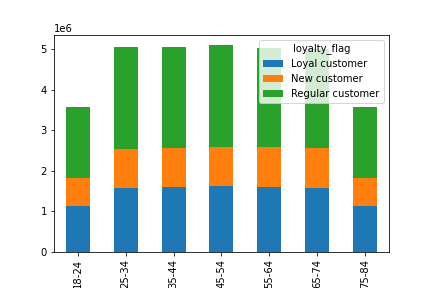 1e6
loyalty_flag
Loyal customer
New customer
Regular customer
5
4
3
2
1
0
18-24
25-34
35-44
45-54
55-64
65-74
75-84